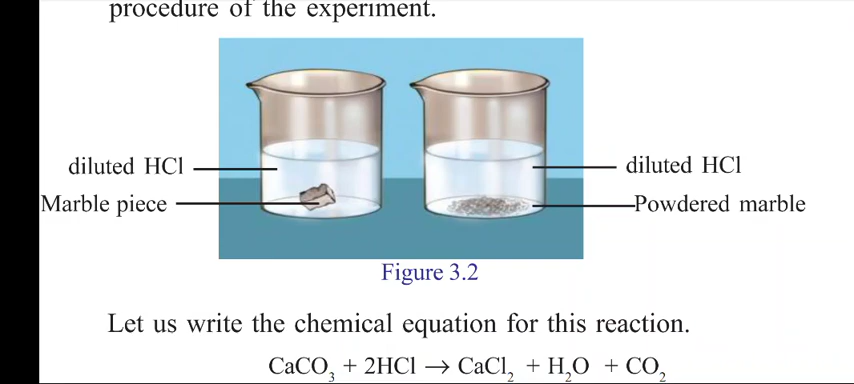 procedure of the experiment.
diluted HCl
diluted HCl
Marble piece
Powdered marble
Figure 3.2
Let us write the chemical equation for this reaction.
CaCO₃ + 2HCl → CaCl₂ + H₂O + CO₂